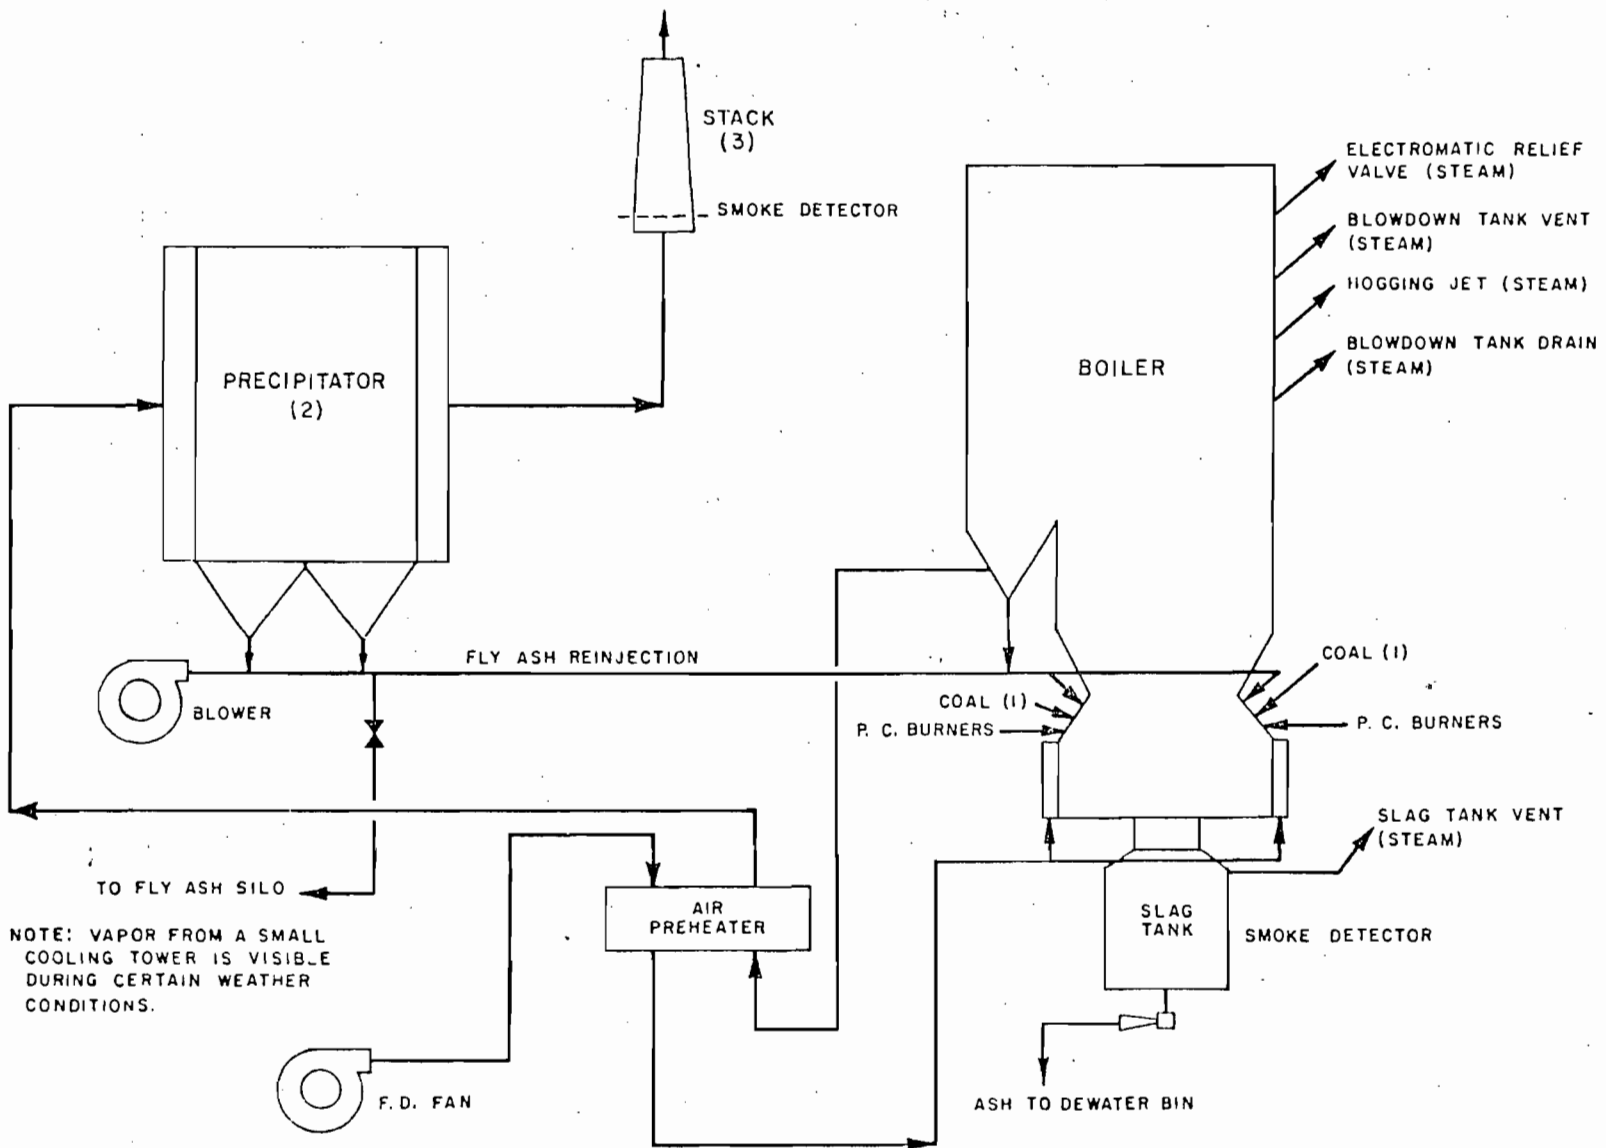 STACK
(3)
SMOKE DETECTOR
ELECTROMATIC RELIEF
VALVE (STEAM)
BLOWDOWN TANK VENT
(STEAM)
HOGGING JET (STEAM)
BLOWDOWN TANK DRAIN
(STEAM)
PRECIPITATOR
(2)
BOILER
FLY ASH REINJECTION
BLOWER
COAL (1)
COAL (1)
P. C. BURNERS
P. C. BURNERS
SLAG TANK VENT
(STEAM)
TO FLY ASH SILO
AIR
PREHEATER
SLAG
TANK
SMOKE DETECTOR
NOTE: VAPOR FROM A SMALL
COOLING TOWER IS VISIBLE
DURING CERTAIN WEATHER
CONDITIONS.
F.D. FAN
ASH TO DEWATER BIN